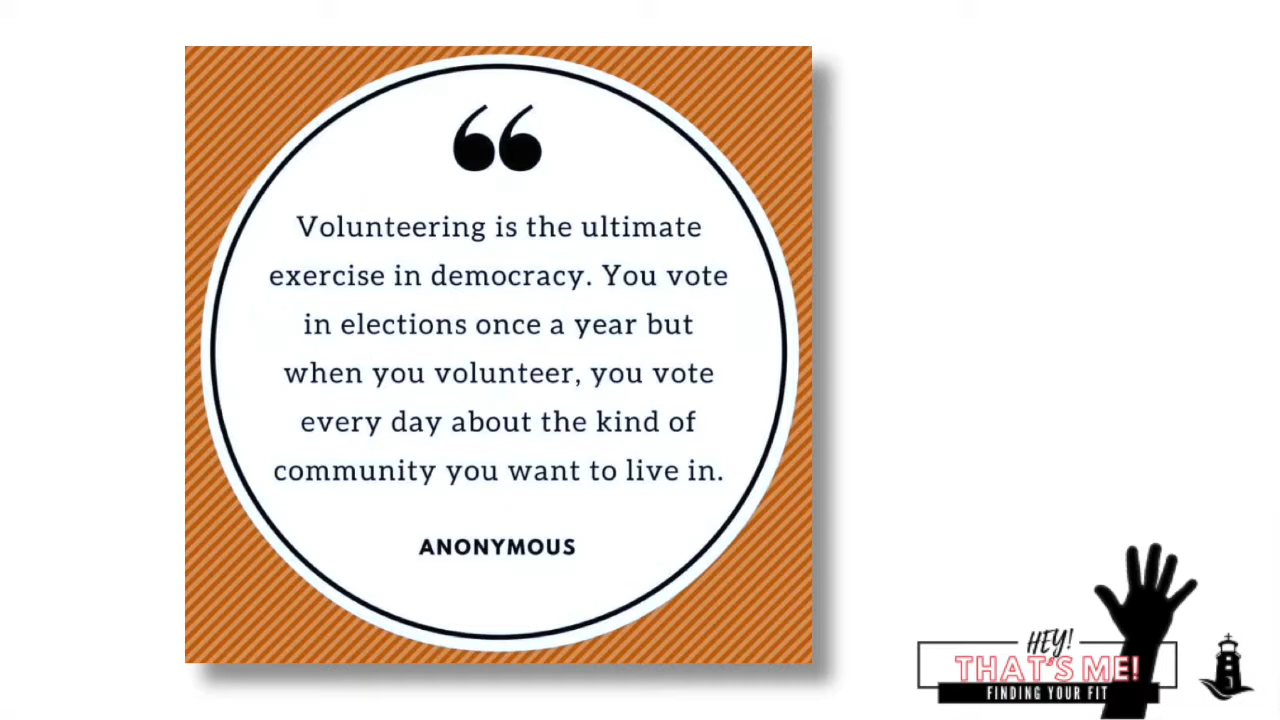 Volunteering is the ultimate
exercise in democracy. You vote
in elections once a year but
when you volunteer, you vote
every day about the kind of
community you want to live in.
ANONYMOUS
HEY!
THAT'S ME!
FINDING YOUR FIT